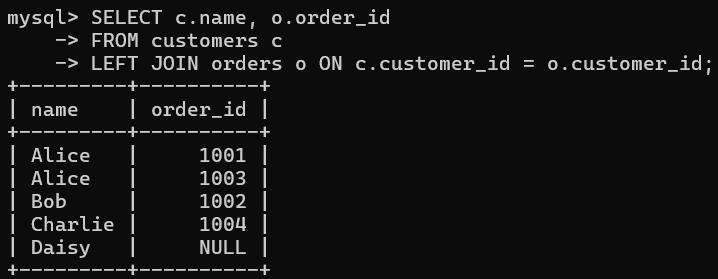 mysql> SELECT c.name, o.order_id
    -> FROM customers c
    -> LEFT JOIN orders o ON c.customer_id = o.customer_id;
+---------+----------+
| name    | order_id |
+---------+----------+
| Alice   |     1001 |
| Alice   |     1003 |
| Bob     |     1002 |
| Charlie |     1004 |
| Daisy   |     NULL |
+---------+----------+